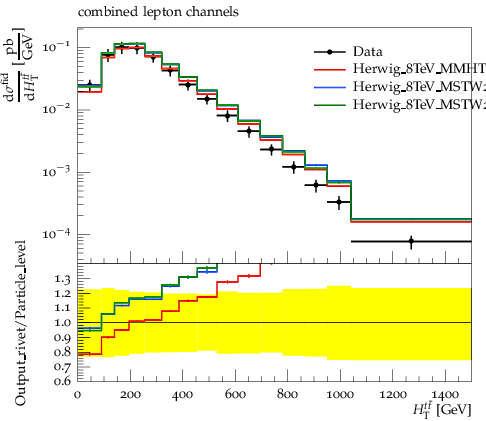 combined lepton channels
dσ^fid / dH_T^{tt̄} [pb / GeV]
Data
Herwig_8TeV_MMHT
Herwig_8TeV_MSTW2
Herwig_8TeV_MSTW2
10^−1
10^−2
10^−3
10^−4
Output_rivet/Particle_level
1.3
1.2
1.1
1.0
0.9
0.8
0.7
0.6
0 200 400 600 800 1000 1200 1400
H_T^{tt̄} [GeV]